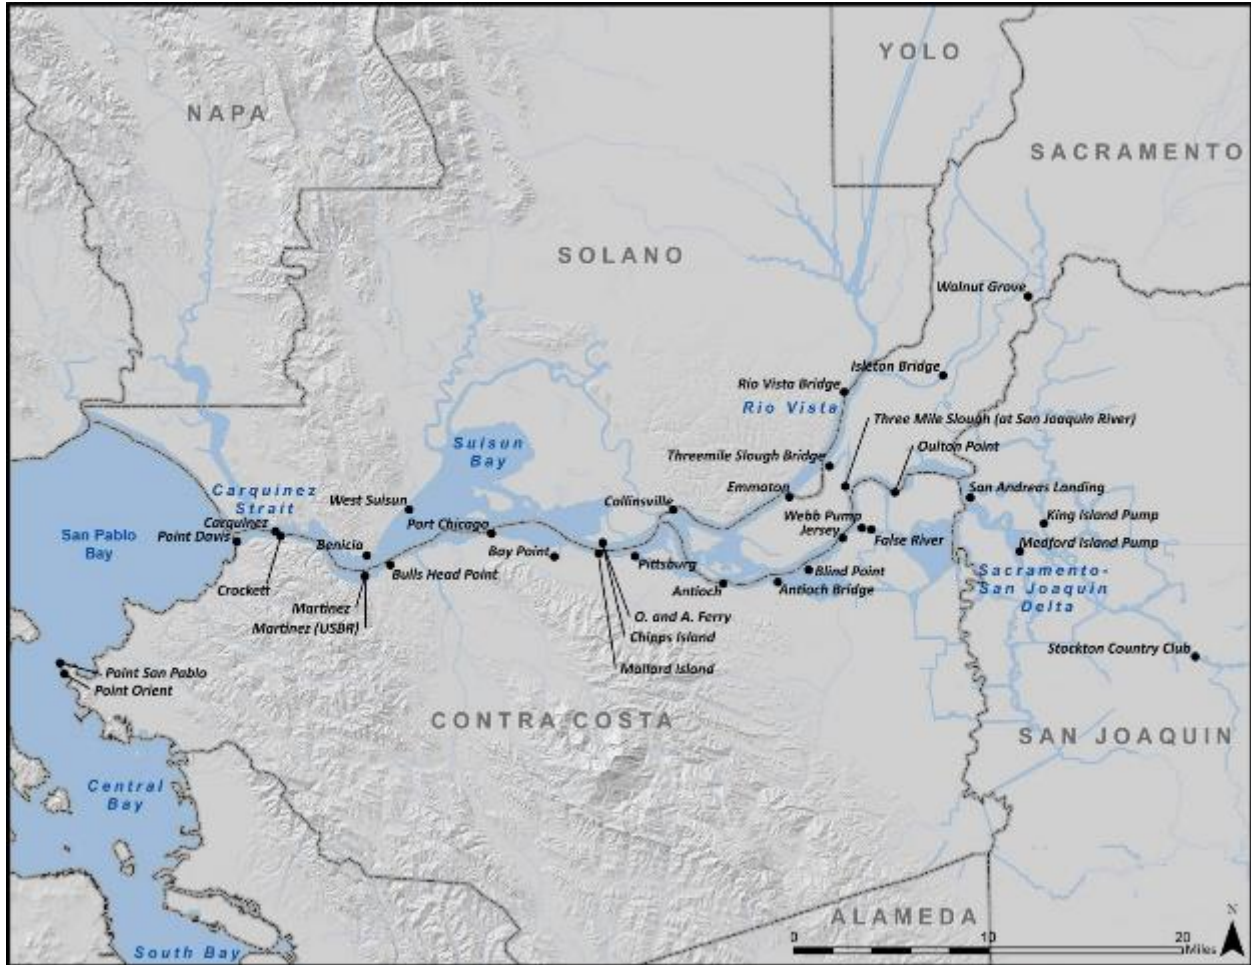 YOLO
NAPA
SACRAMENTO
SOLANO
Walnut Grove
Isleton Bridge
Rio Vista Bridge
Rio Vista
Three Mile Slough (at San Joaquin River)
Suisun
Bay
Oulton Point
Threemile Slough Bridge
Emmaton
San Andreas Landing
Carquinez
Strait
West Suisun
Collinsville
Webb Pump
King Island Pump
Carquinez
Port Chicago
Jersey
San Pablo
Bay
Point Davis
False River
Medford Island Pump
Benicia
Bay Point
Pittsburg
Blind Point
Sacramento-
San Joaquin
Delta
Bulls Head Point
Crockett
Antioch
Antioch Bridge
Martinez
O. and A. Ferry
Martinez (USBR)
Chipps Island
Stockton Country Club
Mallard Island
Point San Pablo
Point Orient
CONTRA COSTA
SAN JOAQUIN
Central
Bay
ALAMEDA
N
0 10 20
Miles
South Bay